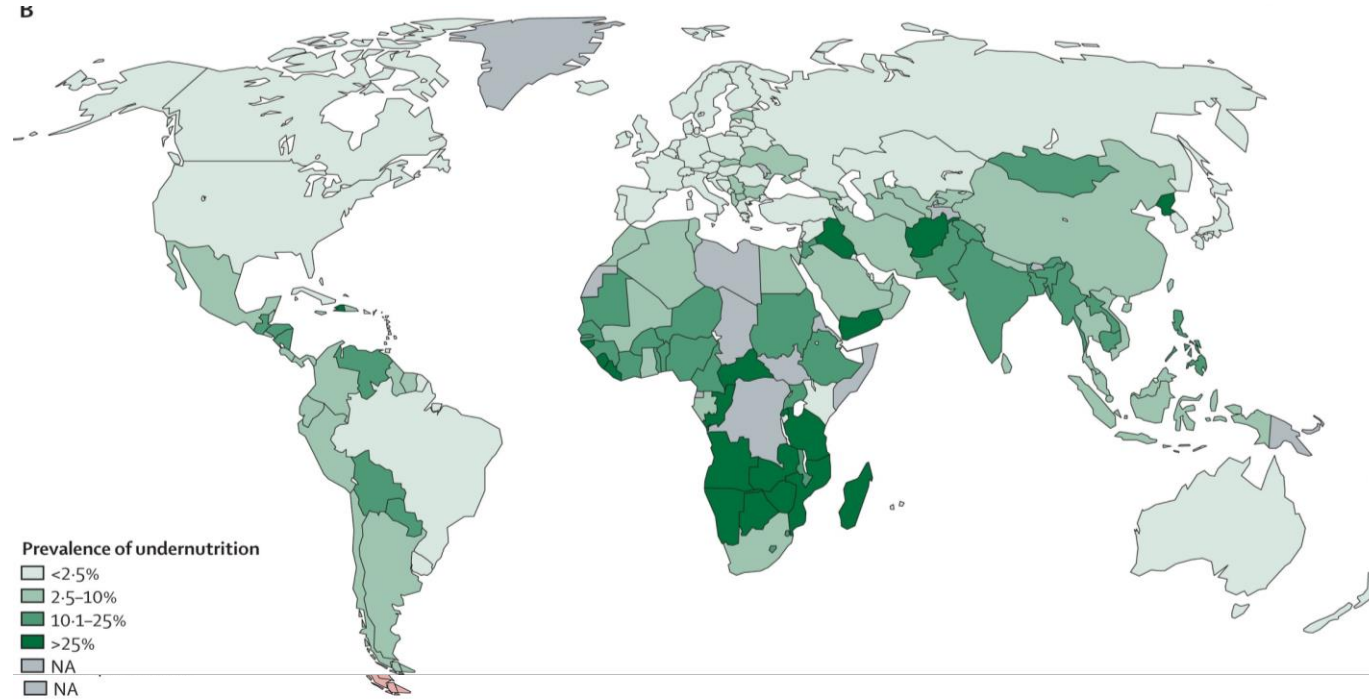 B
Prevalence of undernutrition
<2·5%
2·5–10%
10·1–25%
>25%
NA
NA